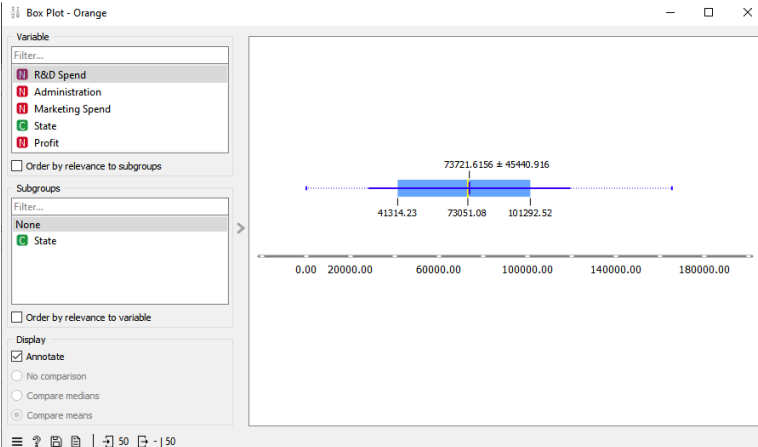 Box Plot - Orange
Variable
Filter...
N R&D Spend
N Administration
N Marketing Spend
C State
N Profit
Order by relevance to subgroups
Subgroups
Filter...
None
C State
Order by relevance to variable
Display
Annotate
No comparison
Compare medians
Compare means
? 50 - | 50
73721.6156 ± 45440.916
41314.23 73051.08 101292.52
0.00 20000.00 60000.00 100000.00 140000.00 180000.00